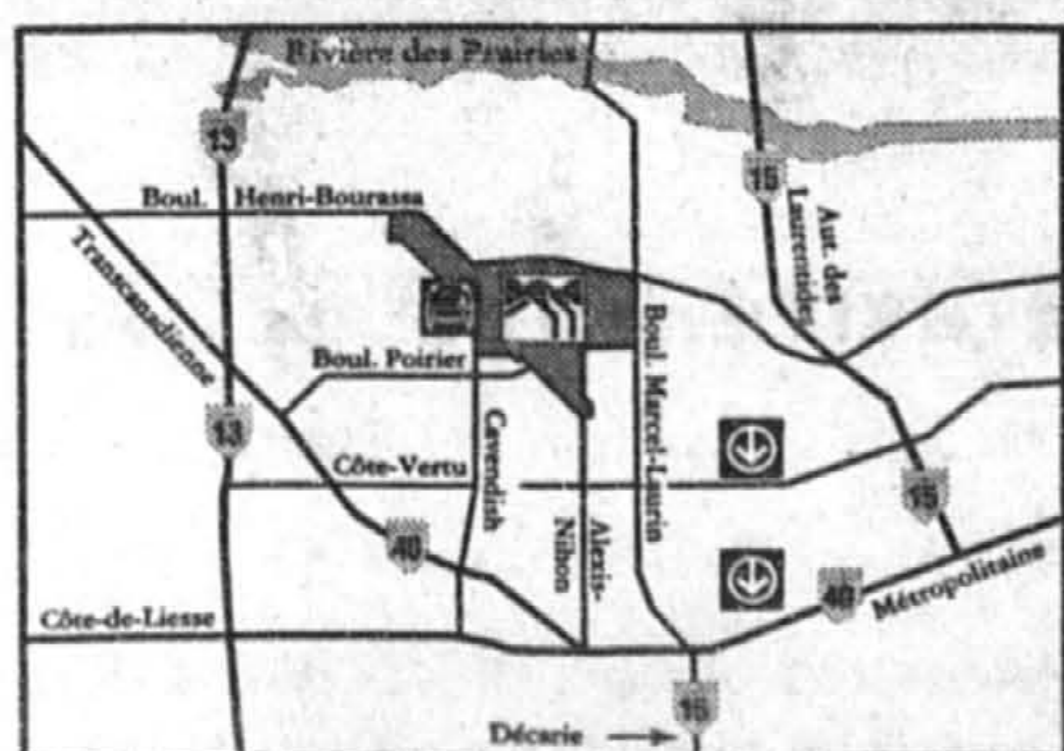 Rivière des Prairies
13
15
Boul. Henri-Bourassa
Transcanadienne
Aut. des
Laurentides
Boul. Poirier
Boul. Marcel-Laurin
13
Cavendish
Côte-Vertu
15
Alexis-
Nihon
40
40
Métropolitaine
Côte-de-Liesse
15
Décarie